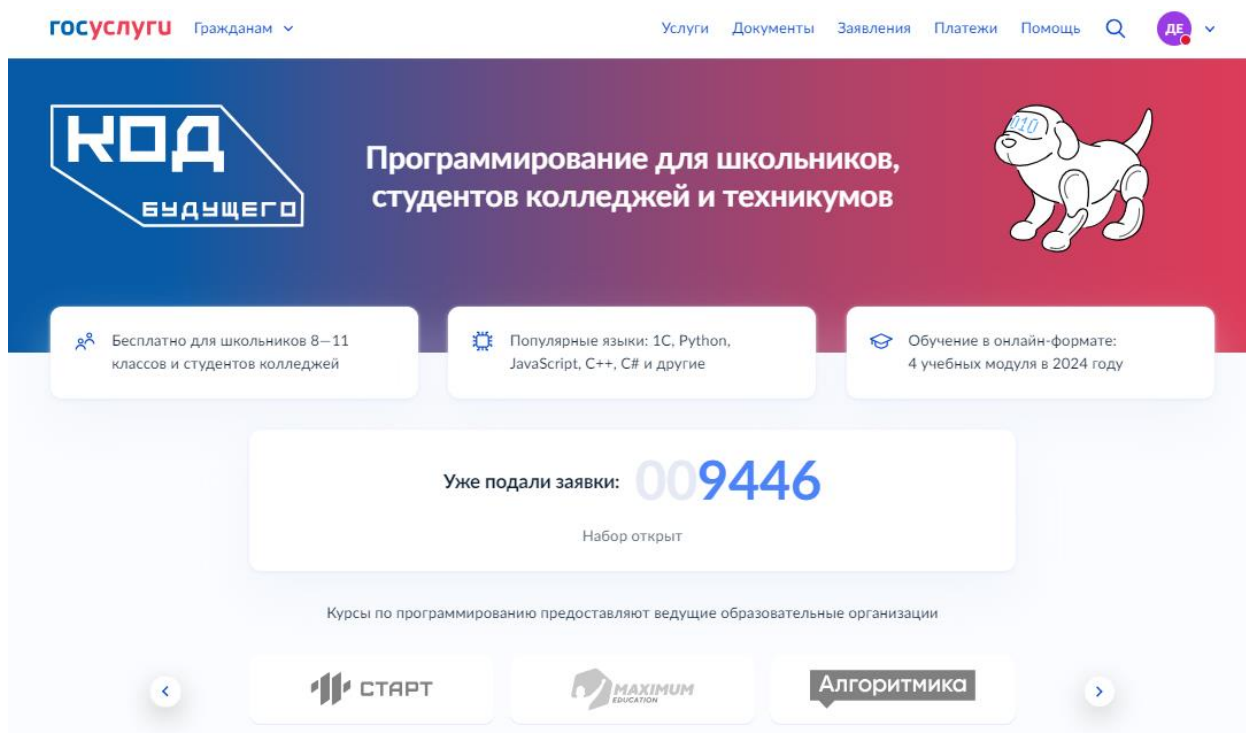 госуслуги Гражданам Услуги Документы Заявления Платежи Помощь ДЕ
КОД
БУДУЩЕГО
Программирование для школьников,
студентов колледжей и техникумов
010
Бесплатно для школьников 8—11
классов и студентов колледжей
Популярные языки: 1С, Python,
JavaScript, C++, C# и другие
Обучение в онлайн-формате:
4 учебных модуля в 2024 году
Уже подали заявки: 009446
Набор открыт
Курсы по программированию предоставляют ведущие образовательные организации
СТАРТ
MAXIMUM
EDUCATION
Алгоритмика